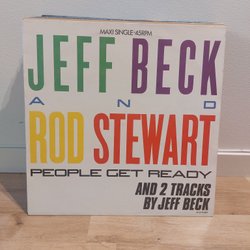 MAXI SINGLE-45RPM
JEFF BECK
AND
ROD STEWART
PEOPLE GET READY
AND 2 TRACKS
BY JEFF BECK